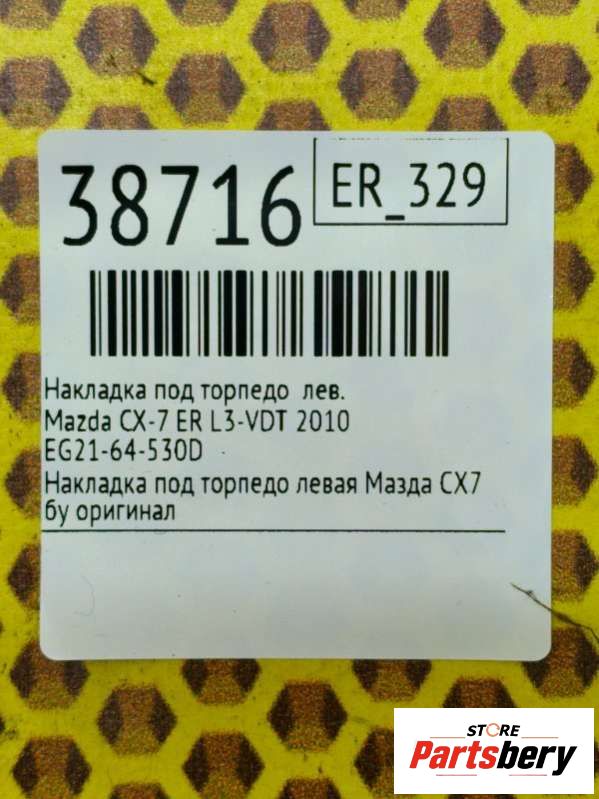 38716
ER_329
Накладка под торпедо лев.
Mazda CX-7 ER L3-VDT 2010
EG21-64-530D
Накладка под торпедо левая Мазда CX7
бу оригинал
STORE
Partsbery